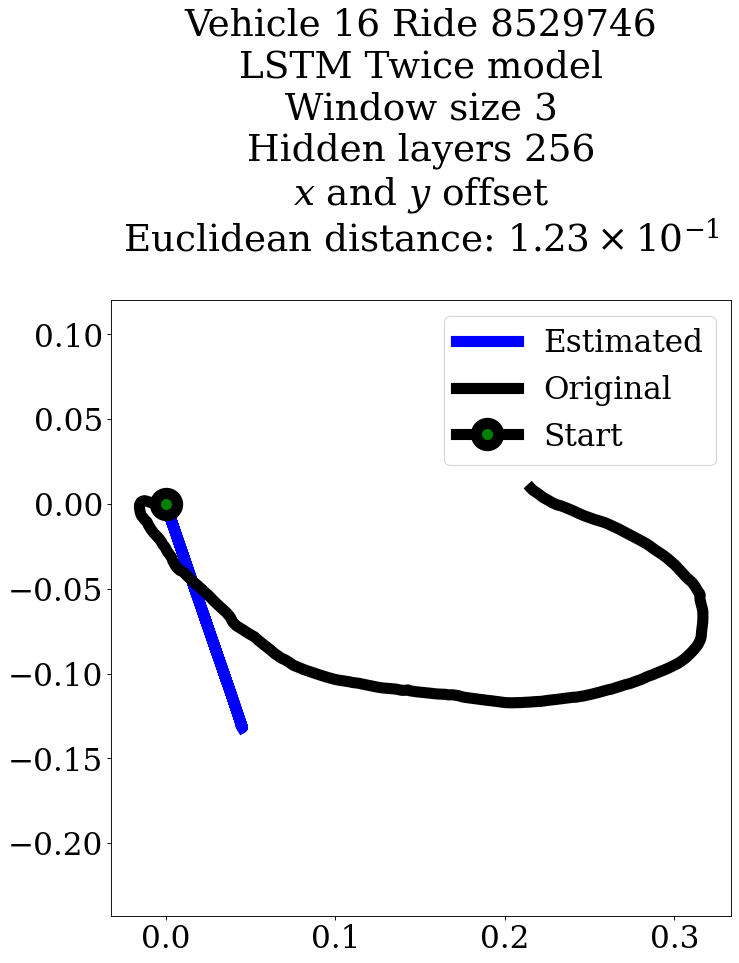 Vehicle 16 Ride 8529746
LSTM Twice model
Window size 3
Hidden layers 256
x and y offset
Euclidean distance: 1.23 × 10⁻¹
Estimated
Original
Start
0.10
0.05
0.00
−0.05
−0.10
−0.15
−0.20
0.0 0.1 0.2 0.3